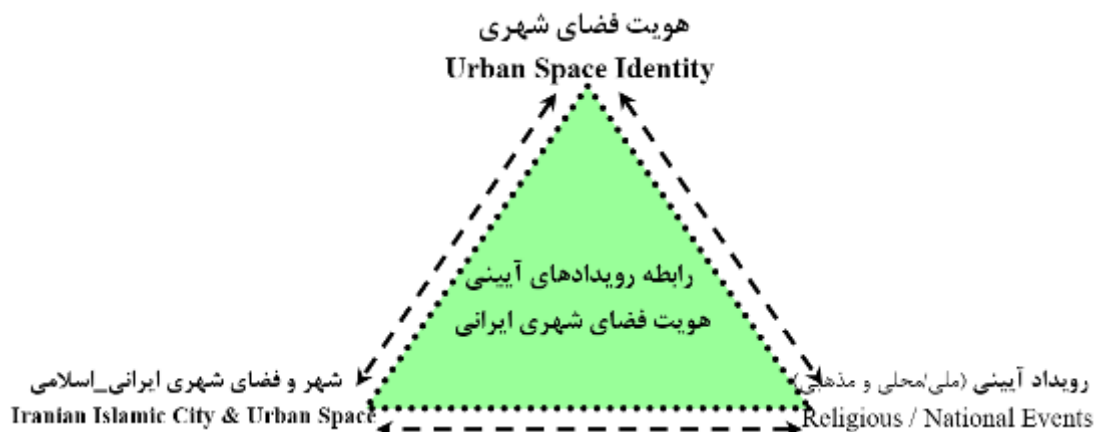 هویت فضای شهری
Urban Space Identity
رابطه رویدادهای آیینی
هویت فضای شهری ایرانی
رویداد آیینی (ملی/محلی و مذهبی)
Religious / National Events
شهر و فضای شهری ایرانی_اسلامی
Iranian Islamic City & Urban Space